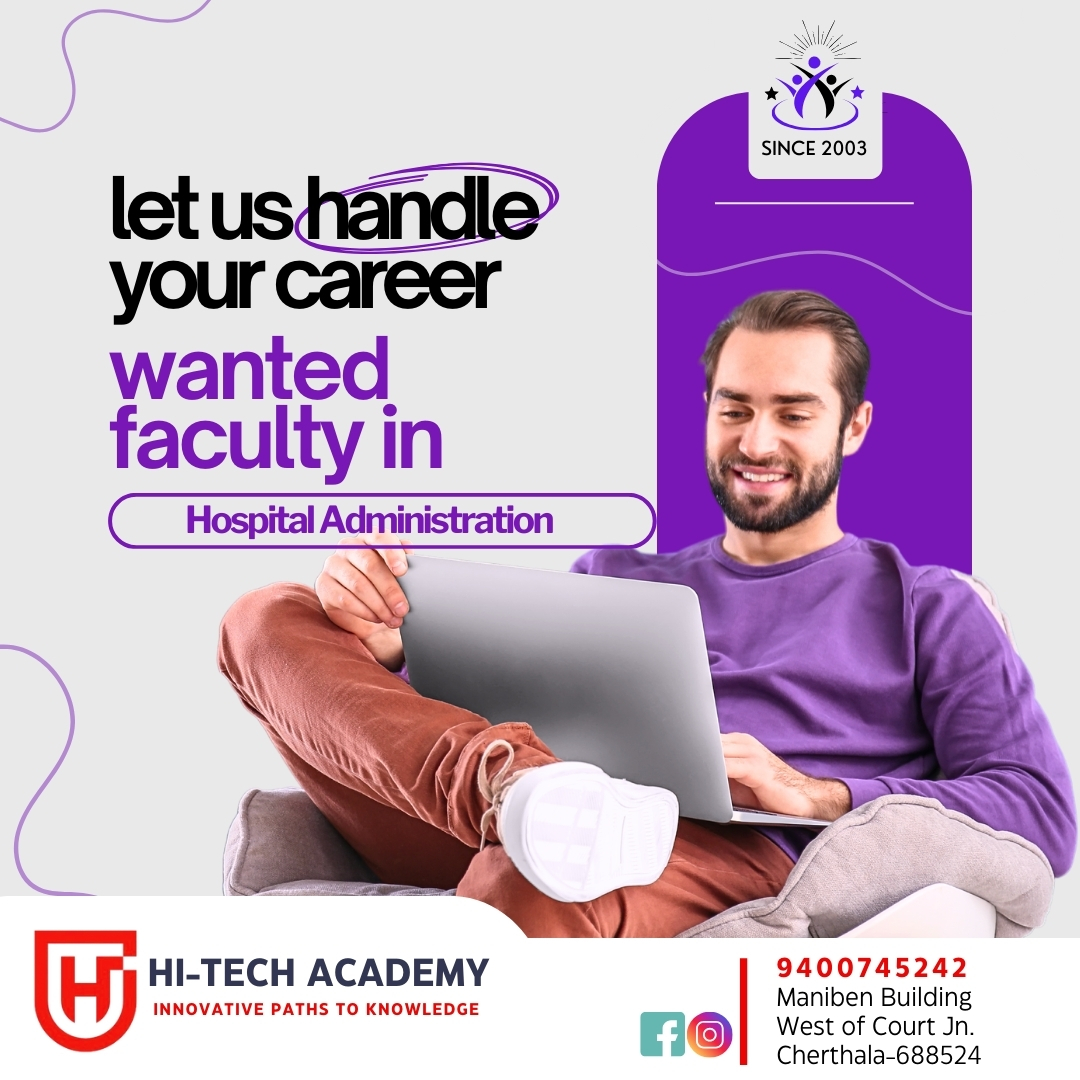 SINCE 2003
let us handle
your career
wanted
faculty in
Hospital Administration
HI-TECH ACADEMY
INNOVATIVE PATHS TO KNOWLEDGE
9400745242
Maniben Building
West of Court Jn.
Cherthala-688524